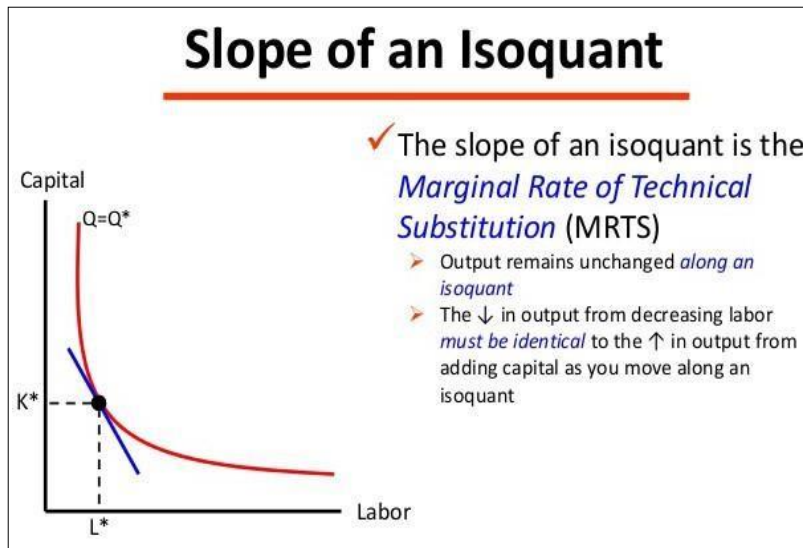 Slope of an Isoquant
✓ The slope of an isoquant is the
Marginal Rate of Technical
Substitution (MRTS)
➢ Output remains unchanged along an
isoquant
➢ The ↓ in output from decreasing labor
must be identical to the ↑ in output from
adding capital as you move along an
isoquant
Capital
Q=Q*
K*
L*
Labor